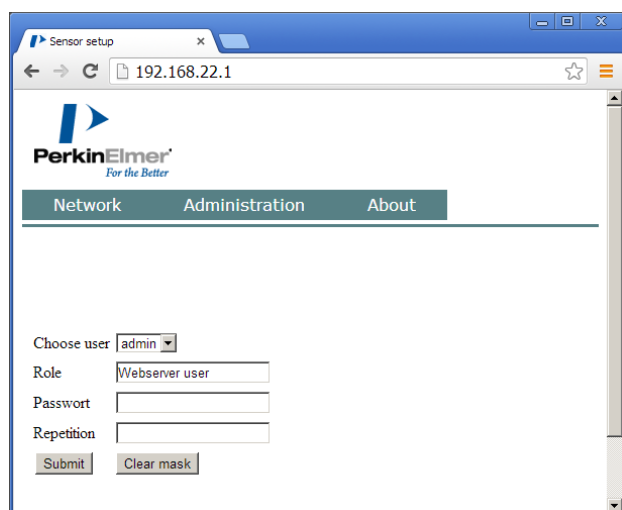 Sensor setup
192.168.22.1
PerkinElmer
For the Better
Network Administration About
Choose user admin
Role Webserver user
Passwort
Repetition
Submit Clear mask